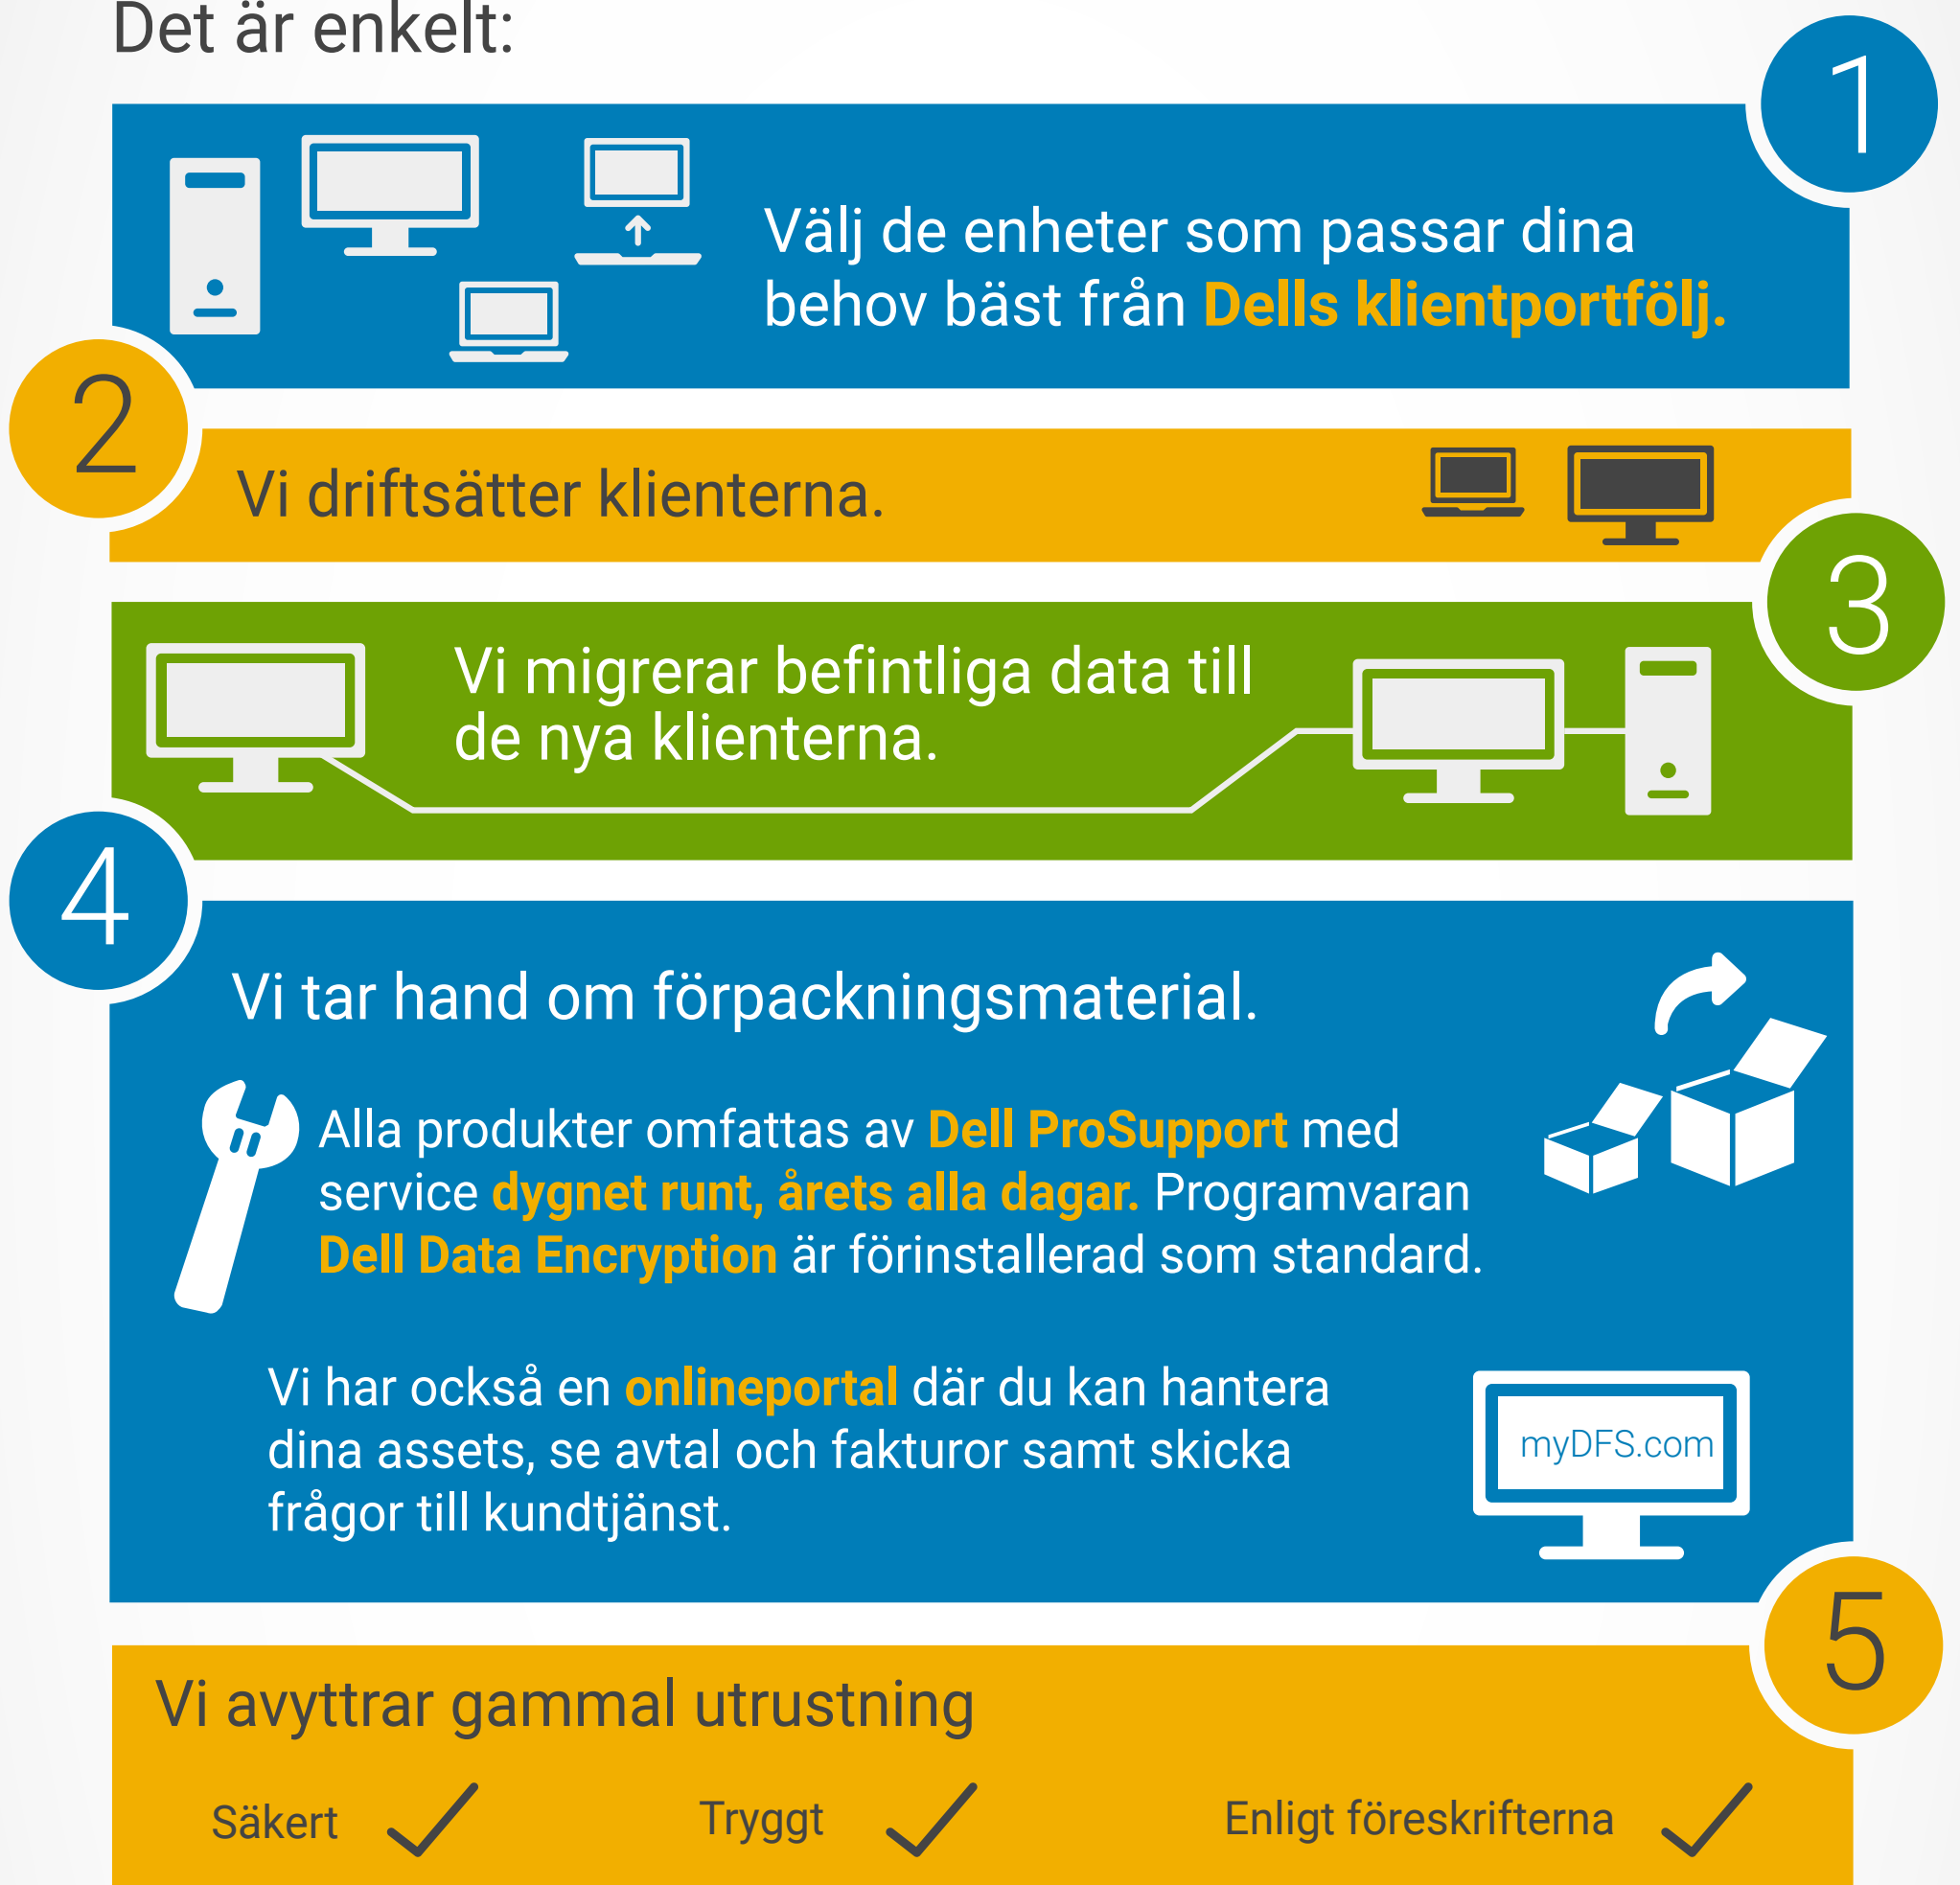 Det är enkelt:
1
Välj de enheter som passar dina
behov bäst från Dells klientportfölj.
2
Vi driftsätter klienterna.
3
Vi migrerar befintliga data till
de nya klienterna.
4
Vi tar hand om förpackningsmaterial.
Alla produkter omfattas av Dell ProSupport med
service dygnet runt, årets alla dagar. Programvaran
Dell Data Encryption är förinstallerad som standard.
Vi har också en onlineportal där du kan hantera
dina assets, se avtal och fakturor samt skicka
frågor till kundtjänst.
myDFS.com
5
Vi avyttrar gammal utrustning
Säkert
Tryggt
Enligt föreskrifterna